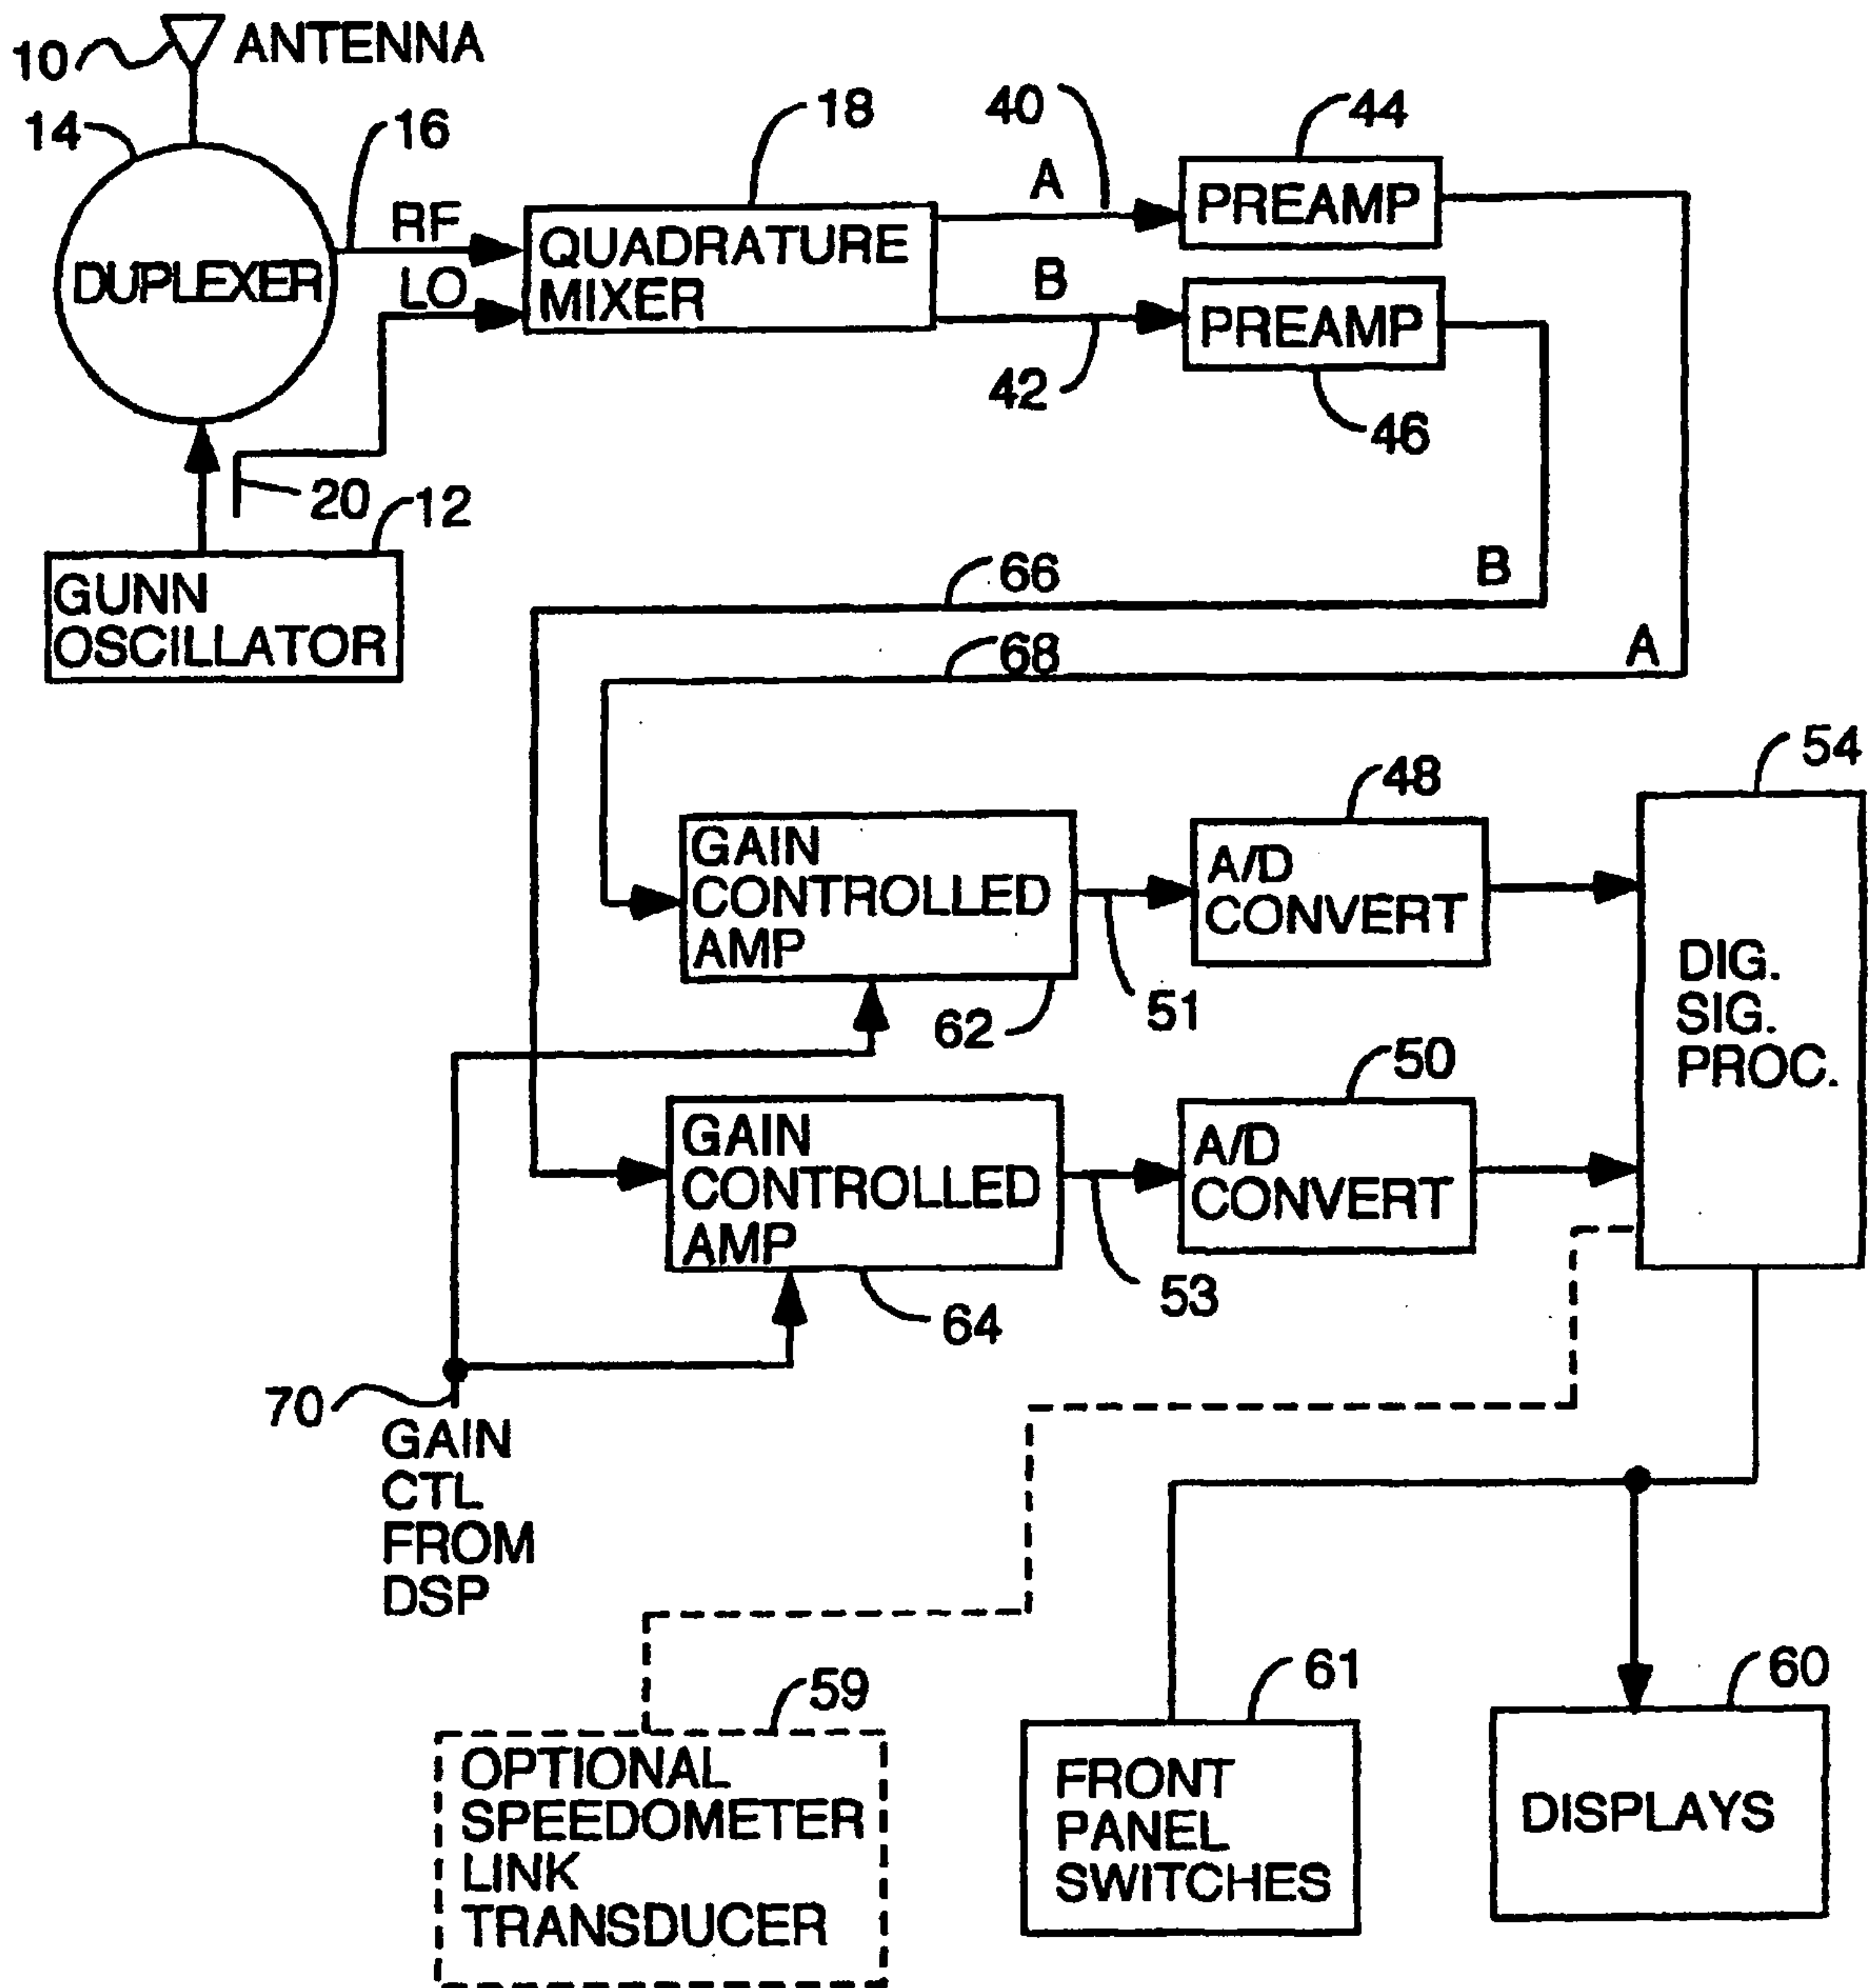 10
ANTENNA
14
16
18
40
44
RF
LO
DUPLEXER
QUADRATURE
MIXER
A
B
PREAMP
PREAMP
42
46
20
12
GUNN
OSCILLATOR
66
B
68
A
54
48
GAIN
CONTROLLED
AMP
A/D
CONVERT
62
51
DIG.
SIG.
PROC.
50
GAIN
CONTROLLED
AMP
A/D
CONVERT
64
53
70
GAIN
CTL
FROM
DSP
59
61
60
OPTIONAL
SPEEDOMETER
LINK
TRANSDUCER
FRONT
PANEL
SWITCHES
DISPLAYS